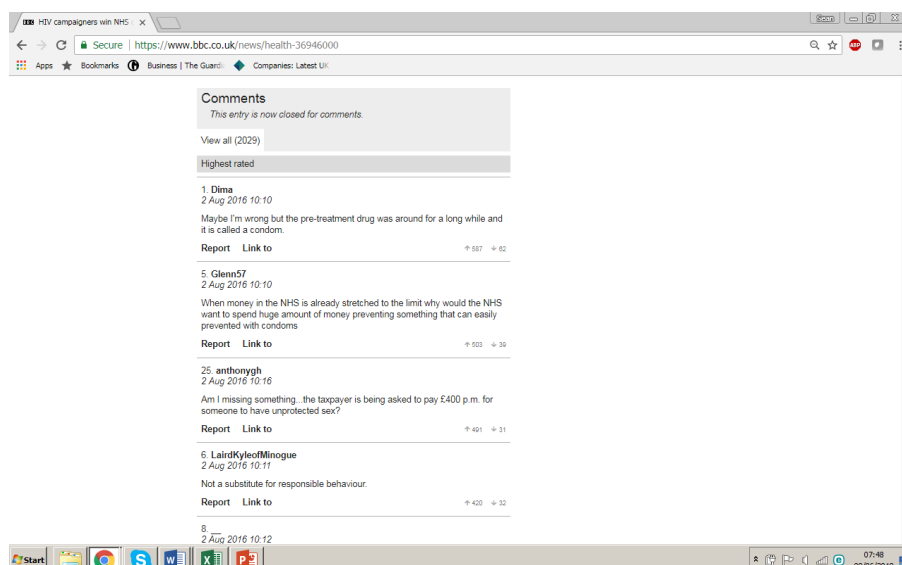 BBC HIV campaigners win NHS
Sean
Secure | https://www.bbc.co.uk/news/health-36946000
ABP
Apps Bookmarks Business | The Guardi Companies: Latest UK
Comments
This entry is now closed for comments.
View all (2029)
Highest rated
1. Dima
2 Aug 2016 10:10
Maybe I'm wrong but the pre-treatment drug was around for a long while and
it is called a condom.
Report Link to 587 62
5. Glenn57
2 Aug 2016 10:10
When money in the NHS is already stretched to the limit why would the NHS
want to spend huge amount of money preventing something that can easily
prevented with condoms
Report Link to 503 39
25. anthonygh
2 Aug 2016 10:16
Am I missing something...the taxpayer is being asked to pay £400 p.m. for
someone to have unprotected sex?
Report Link to 491 31
6. LairdKyleofMinogue
2 Aug 2016 10:11
Not a substitute for responsible behaviour.
Report Link to 420 32
8. __
2 Aug 2016 10:12
Start
07:48